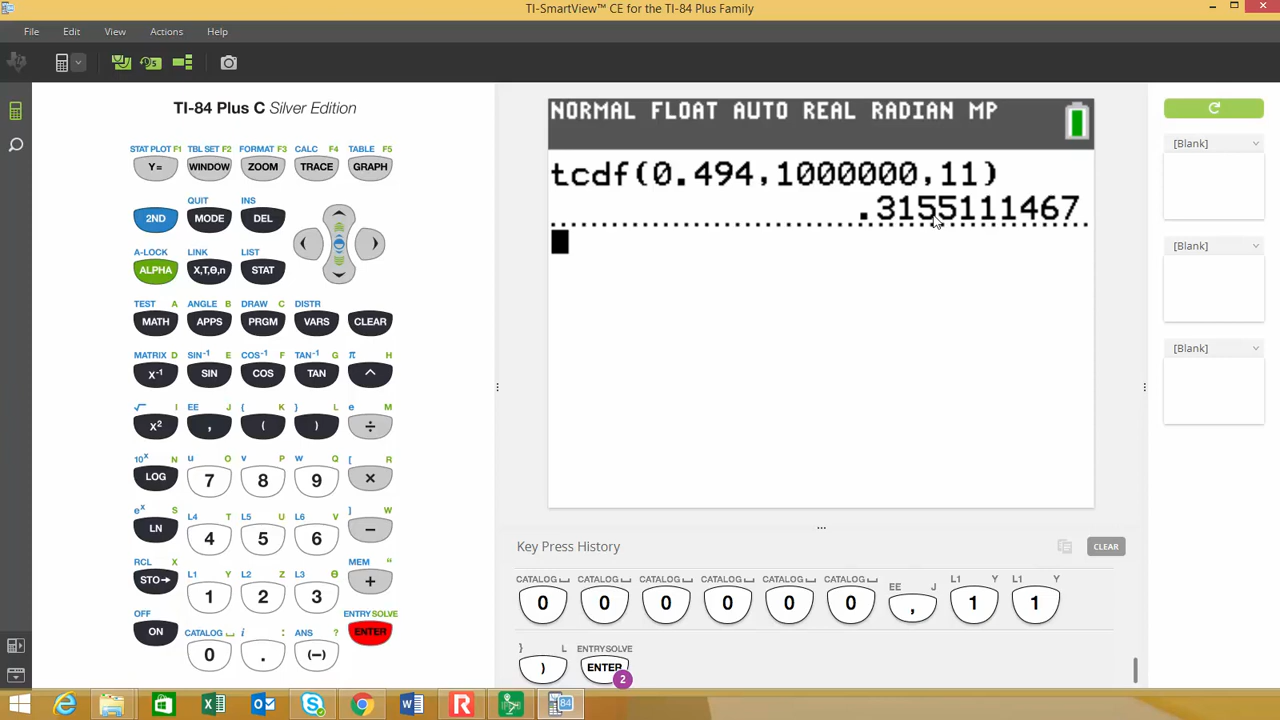 TI-SmartView™ CE for the TI-84 Plus Family
File Edit View Actions Help
TI-84 Plus C Silver Edition
STAT PLOT F1 TBL SET F2 FORMAT F3 CALC F4 TABLE F5
Y= WINDOW ZOOM TRACE GRAPH
QUIT INS
2ND MODE DEL
A-LOCK LINK LIST
ALPHA X,T,Θ,n STAT
TEST A ANGLE B DRAW C DISTR
MATH APPS PRGM VARS CLEAR
MATRIX D SIN⁻¹ E COS⁻¹ F TAN⁻¹ G π H
X⁻¹ SIN COS TAN ^
√ I EE J { K } L e M
x² , ( ) ÷
10ˣ N u O v P w Q [ R
LOG 7 8 9 ×
eˣ S L4 T L5 U L6 V ] W
LN 4 5 6 −
RCL X L1 Y L2 Z L3 Θ MEM "
STO→ 1 2 3 +
OFF CATALOG ⎵ i : ANS ? ENTRY SOLVE
ON 0 . (−) ENTER
NORMAL FLOAT AUTO REAL RADIAN MP
tcdf(0.494,1000000,11)
.3155111467
Key Press History
CLEAR
CATALOG ⎵ CATALOG ⎵ CATALOG ⎵ CATALOG ⎵ CATALOG ⎵ CATALOG ⎵ EE J L1 Y L1 Y
0 0 0 0 0 0 , 1 1
} L ENTRY SOLVE
) ENTER
2
[Blank]
[Blank]
[Blank]
84